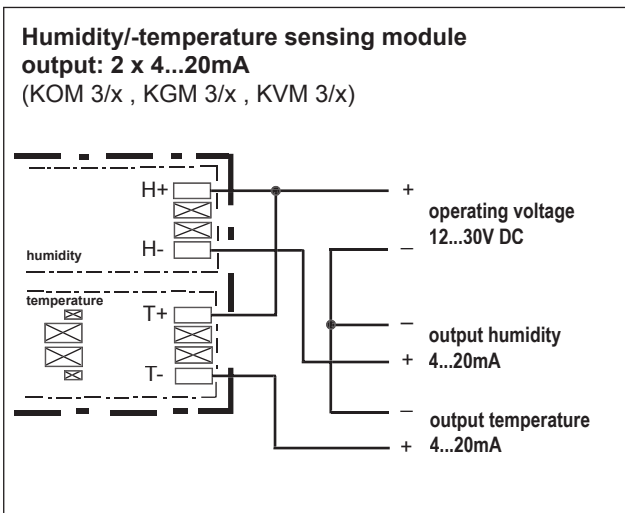 Humidity/-temperature sensing module
output: 2 x 4...20mA
(KOM 3/x , KGM 3/x , KVM 3/x)
H+
H-
humidity
temperature
T+
T-
+
operating voltage
12...30V DC
–
–
output humidity
+ 4...20mA
–
output temperature
+ 4...20mA